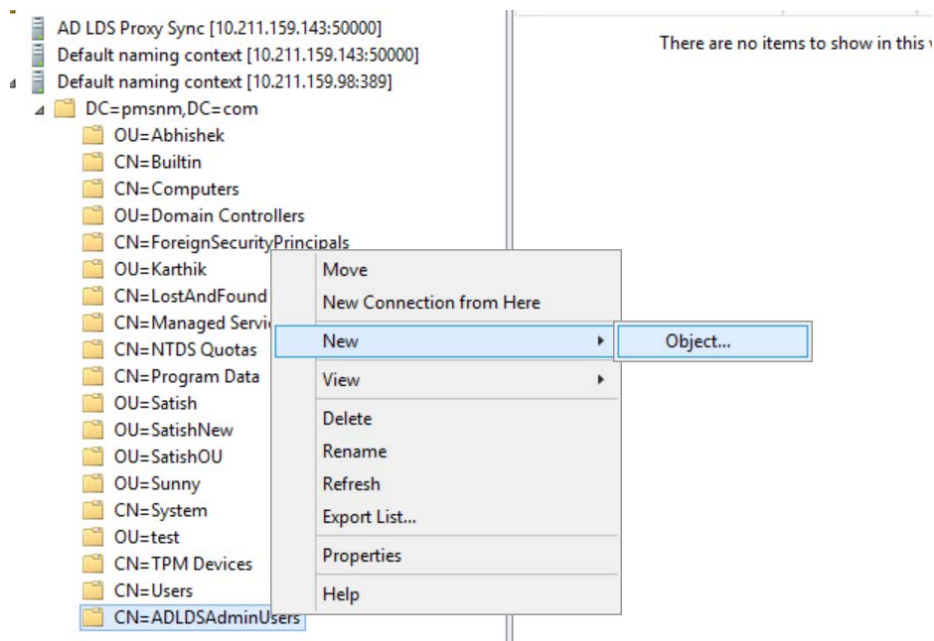 AD LDS Proxy Sync [10.211.159.143:50000]
Default naming context [10.211.159.143:50000]
Default naming context [10.211.159.98:389]
DC=pmsnm,DC=com
OU=Abhishek
CN=Builtin
CN=Computers
OU=Domain Controllers
CN=ForeignSecurityPrincipals
OU=Karthik
CN=LostAndFound
CN=Managed Servi
CN=NTDS Quotas
CN=Program Data
OU=Satish
OU=SatishNew
OU=SatishOU
OU=Sunny
CN=System
OU=test
CN=TPM Devices
CN=Users
CN=ADLDSAdminUsers
Move
New Connection from Here
New
Object...
View
Delete
Rename
Refresh
Export List...
Properties
Help
There are no items to show in this